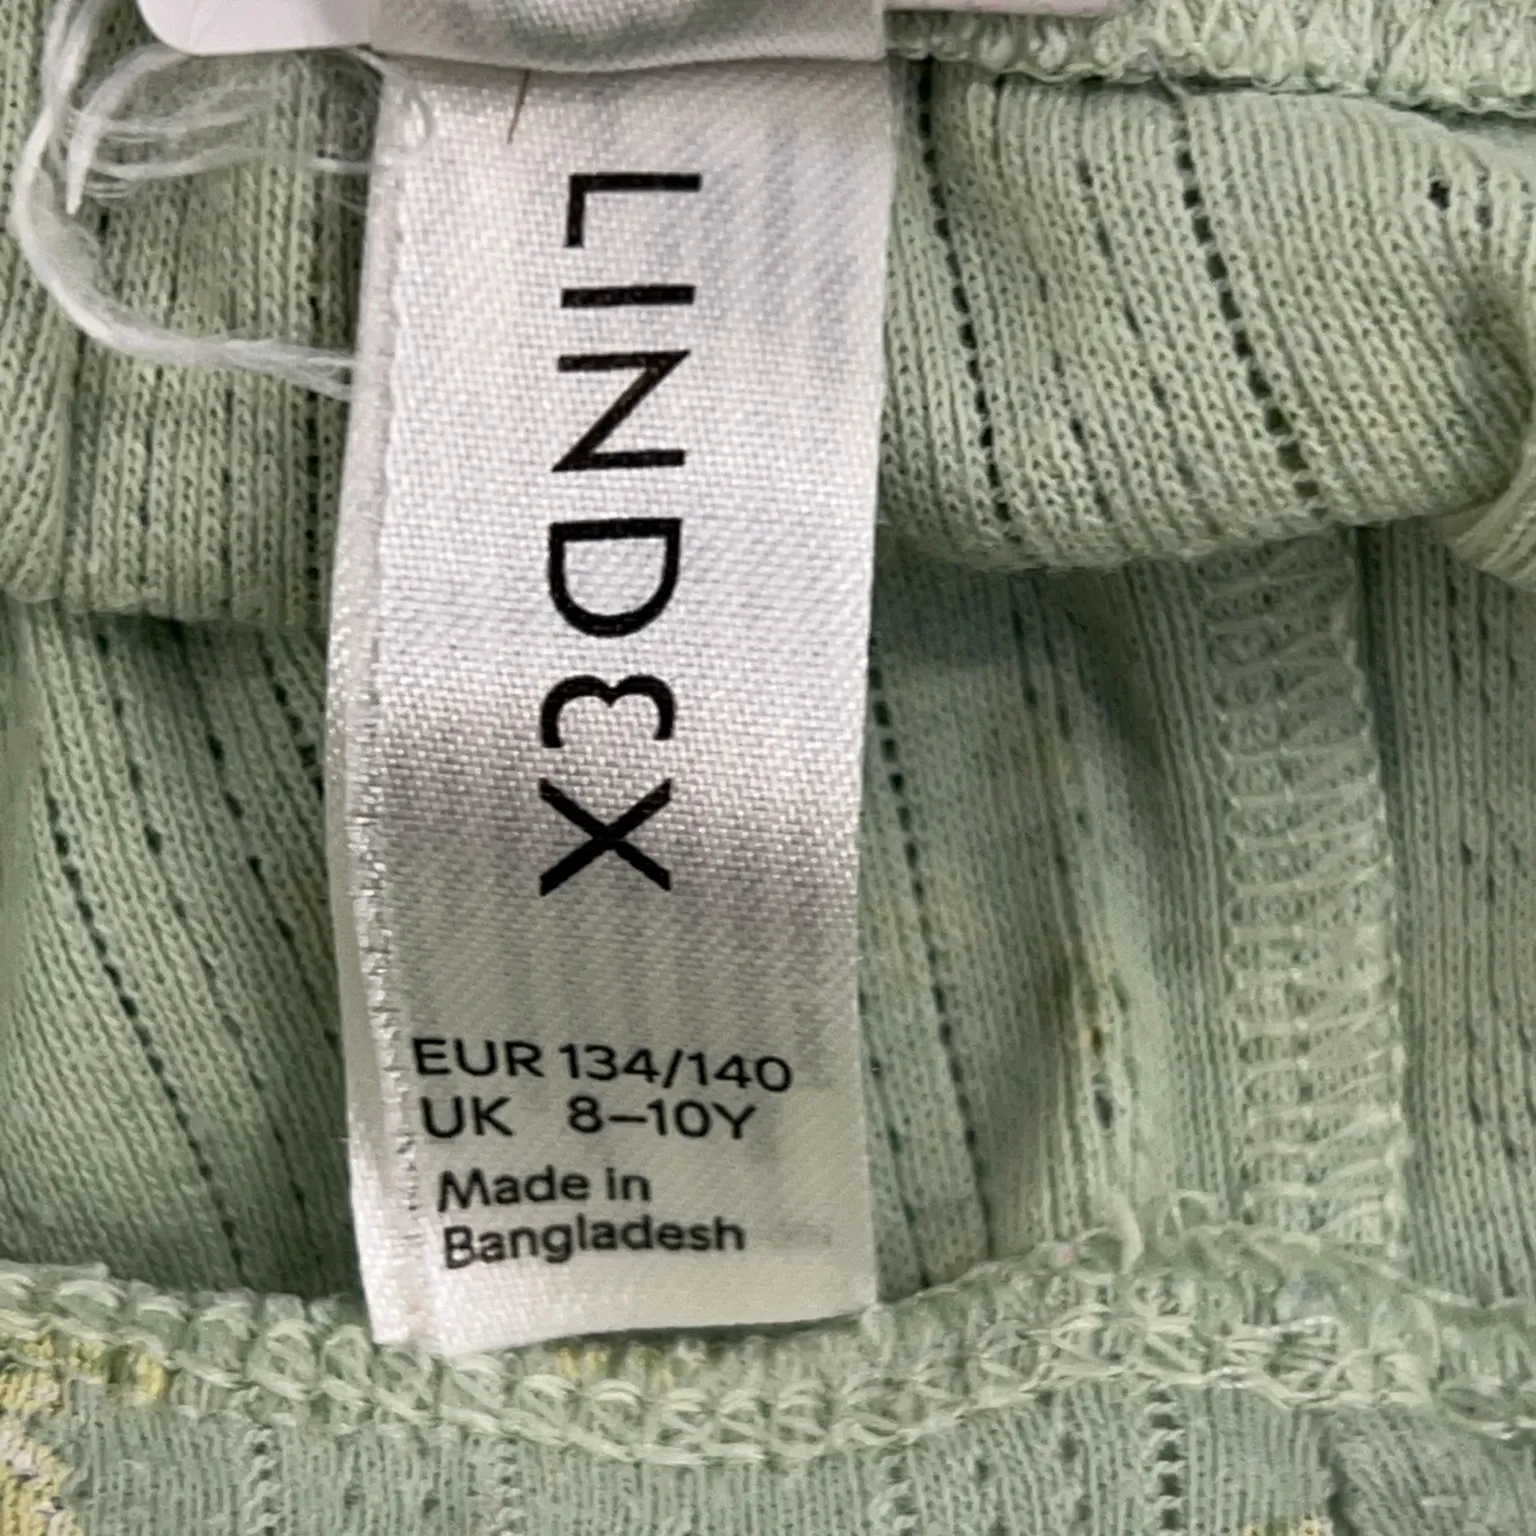 LINDEX
EUR 134/140
UK 8–10Y
Made in
Bangladesh